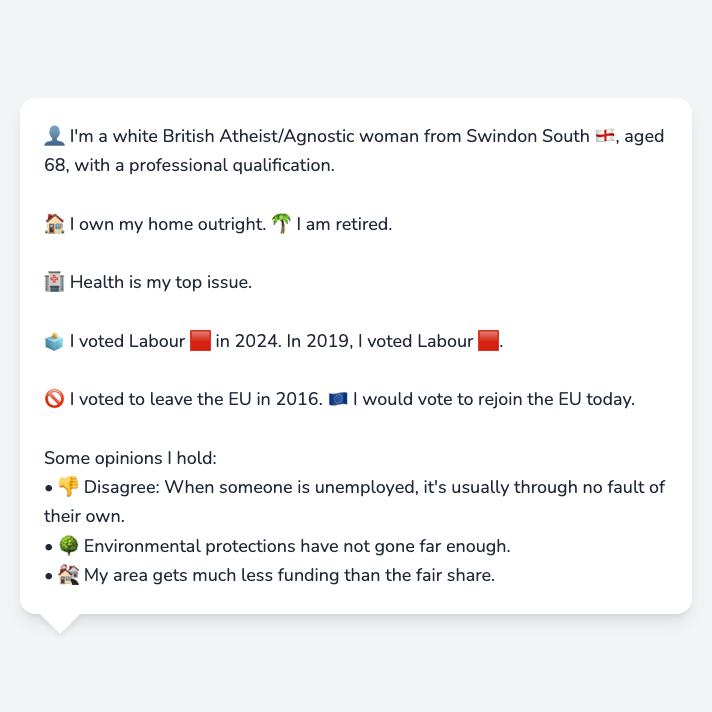 👤 I'm a white British Atheist/Agnostic woman from Swindon South 🏴󠁧󠁢󠁥󠁮󠁧󠁿, aged
68, with a professional qualification.
🏠 I own my home outright. 🌴 I am retired.
🏥 Health is my top issue.
🗳️ I voted Labour 🟥 in 2024. In 2019, I voted Labour 🟥.
🚫 I voted to leave the EU in 2016. 🇪🇺 I would vote to rejoin the EU today.
Some opinions I hold:
• 👎 Disagree: When someone is unemployed, it's usually through no fault of
their own.
• 🌳 Environmental protections have not gone far enough.
• 🏚️ My area gets much less funding than the fair share.